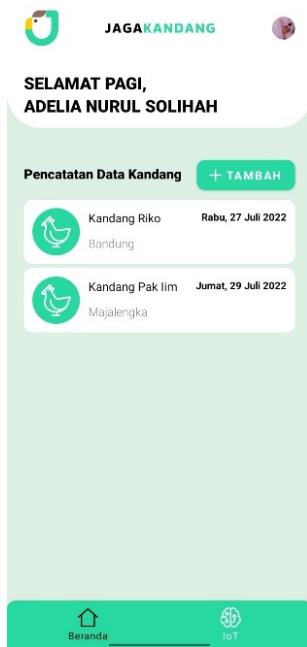 JAGAKANDANG
SELAMAT PAGI,
ADELIA NURUL SOLIHAH
Pencatatan Data Kandang
+ TAMBAH
Kandang Riko
Rabu, 27 Juli 2022
Bandung
Kandang Pak Iim
Jumat, 29 Juli 2022
Majalengka
Beranda
IoT